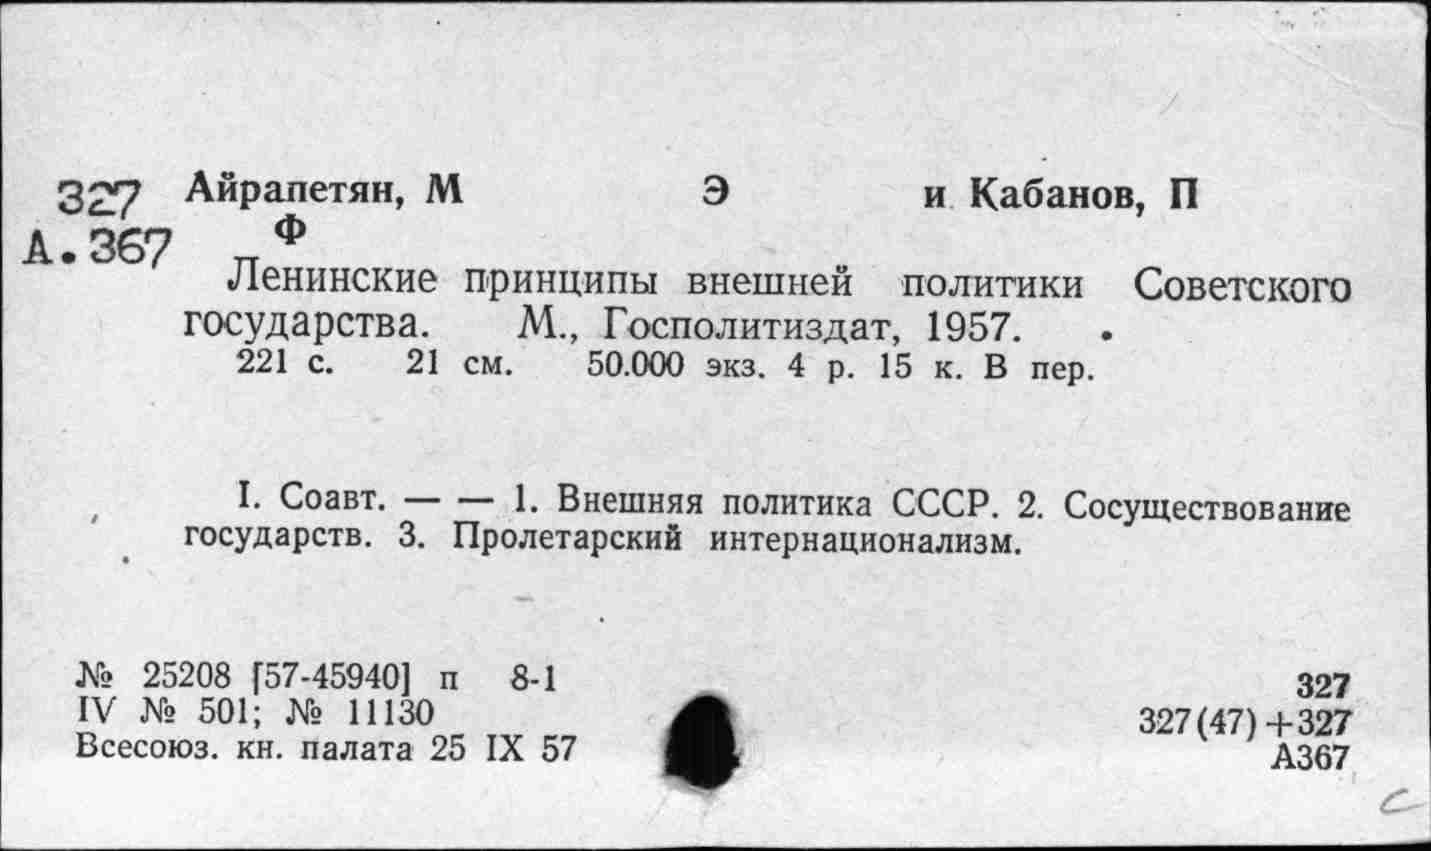 327 Айрапетян, М Э и Кабанов, П
А. 367 Ф
Ленинские принципы внешней политики Советского
государства. М., Госполитиздат, 1957. .
221 с. 21 см. 50.000 экз. 4 р. 15 к. В пер.
I. Соавт. — — 1. Внешняя политика СССР. 2. Сосуществование
государств. 3. Пролетарский интернационализм.
№ 25208 [57-45940] п 8-1
IV № 501; № 11130
Всесоюз. кн. палата 25 IX 57
327
327(47)+327
А367